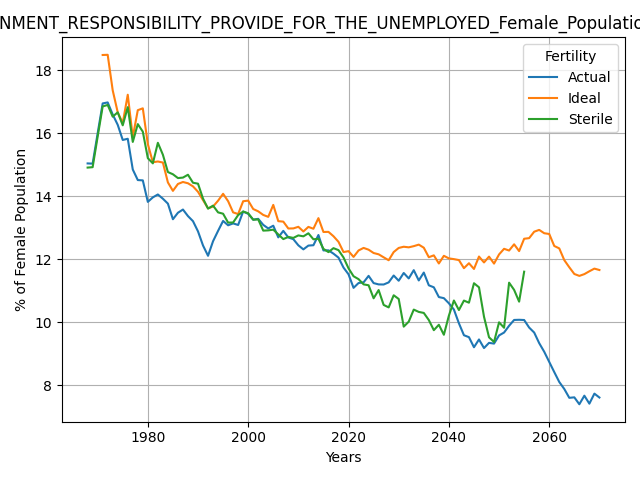 NMENT_RESPONSIBILITY_PROVIDE_FOR_THE_UNEMPLOYED_Female_Populatio
Fertility
Actual
Ideal
Sterile
% of Female Population
18
16
14
12
10
8
1980 2000 2020 2040 2060
Years